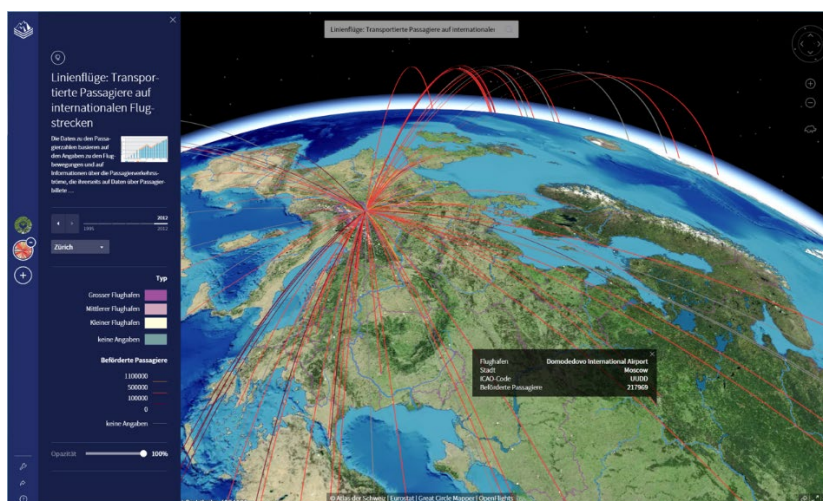 Linienflüge: Transportierte Passagiere auf internationalen
Linienflüge: Transpor-
tierte Passagiere auf
internationalen Flug-
strecken
Die Daten zu den Passa-
gierzahlen basieren auf
den Angaben zu den Flug-
bewegungen und auf
Informationen über die Passagierverkehrs-
ströme, die ihrerseits auf Daten über Passagier-
billete ...
2012
1995 2012
Zürich
Typ
Grosser Flughafen
Mittlerer Flughafen
Kleiner Flughafen
keine Angaben
Beförderte Passagiere
1100000
500000
100000
0
keine Angaben
Opazität 100%
Flughafen Domodedovo International Airport
Stadt Moscow
ICAO-Code UUDD
Beförderte Passagiere 217969
© Atlas der Schweiz | Eurostat | Great Circle Mapper | OpenFlights